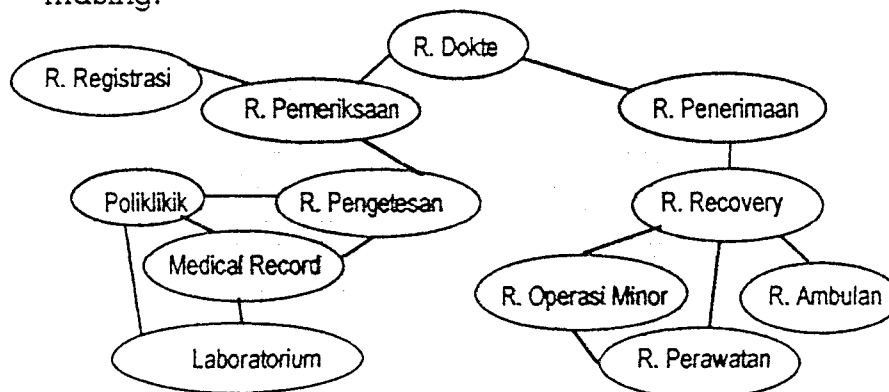 masing.
R. Dokte
R. Registrasi
R. Pemeriksaan
R. Penerimaan
Poliklikik
R. Pengetesan
R. Recovery
Medical Record
R. Operasi Minor
R. Ambulan
Laboratorium
R. Perawatan